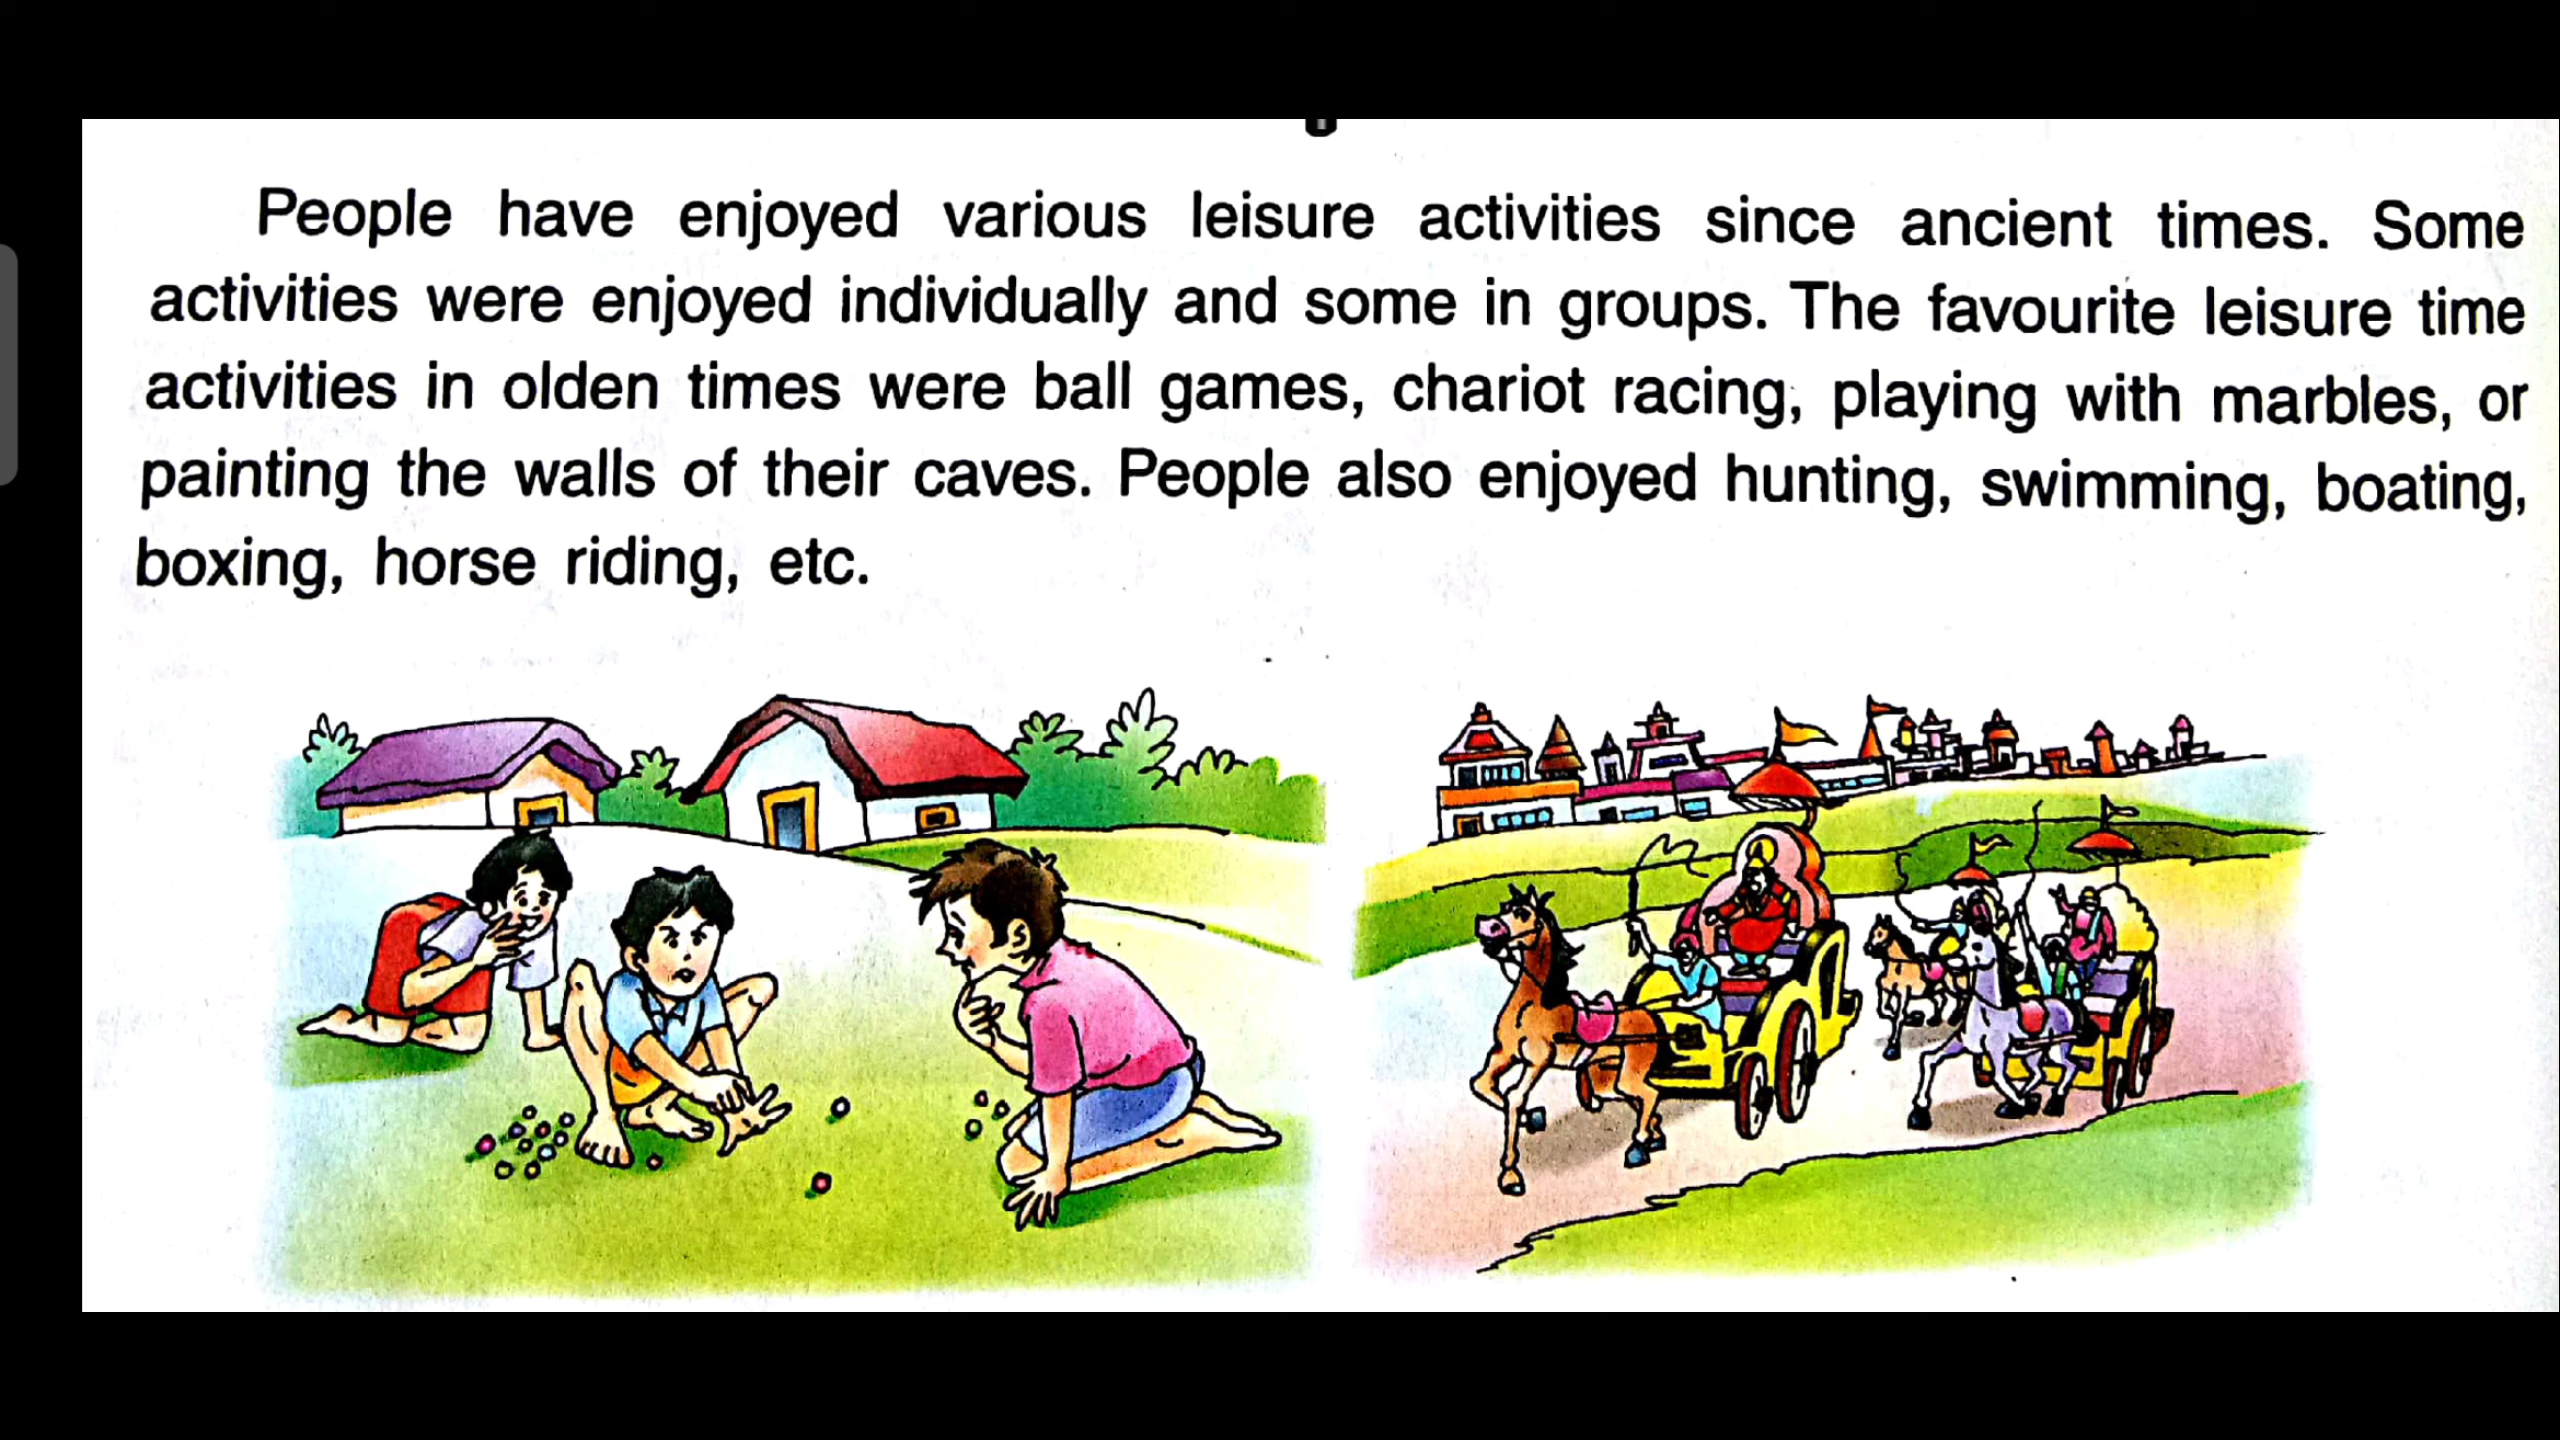 People have enjoyed various leisure activities since ancient times. Some
activities were enjoyed individually and some in groups. The favourite leisure time
activities in olden times were ball games, chariot racing, playing with marbles, or
painting the walls of their caves. People also enjoyed hunting, swimming, boating,
boxing, horse riding, etc.